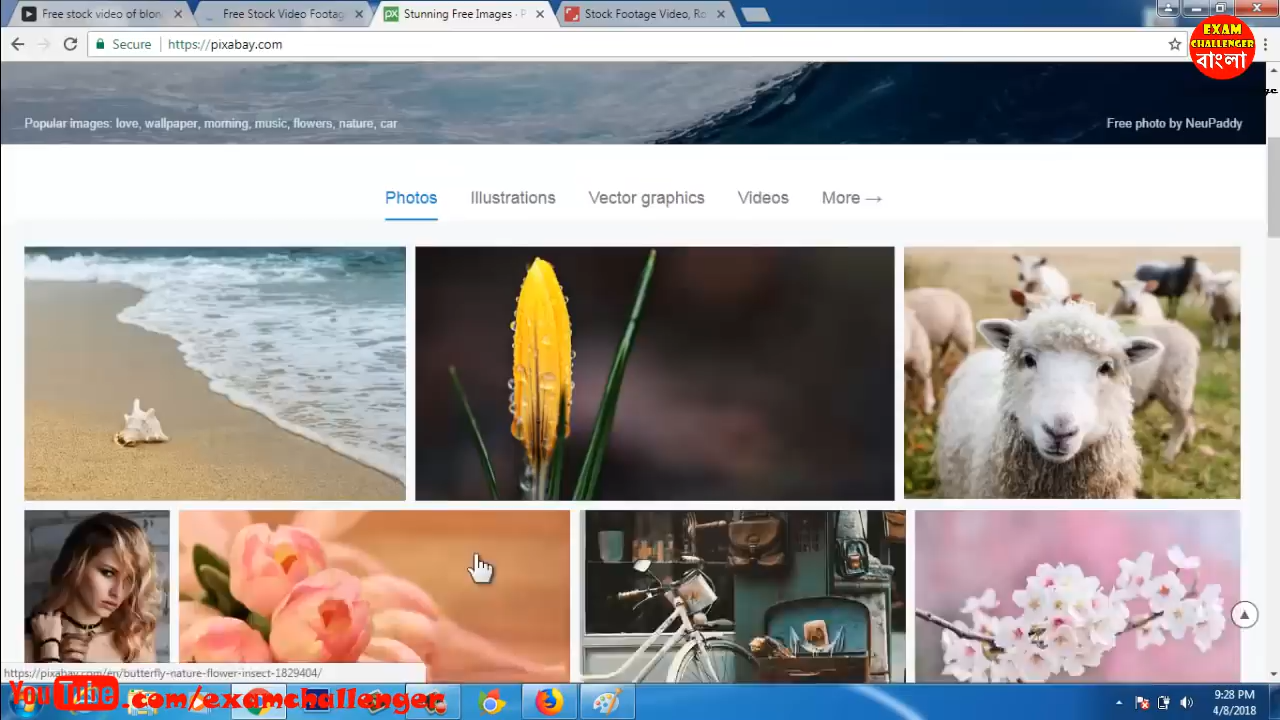 Free stock video of blon
Free Stock Video Footag
Stunning Free Images · P
Stock Footage Video, Ro
Secure
https://pixabay.com
EXAM
CHALLENGER
বাংলা
Popular images: love, wallpaper, morning, music, flowers, nature, car
Free photo by NeuPaddy
Photos Illustrations Vector graphics Videos More →
https://pixabay.com/en/butterfly-nature-flower-insect-1829404/
YouTube.com/examchallenger
9:28 PM
4/8/2018